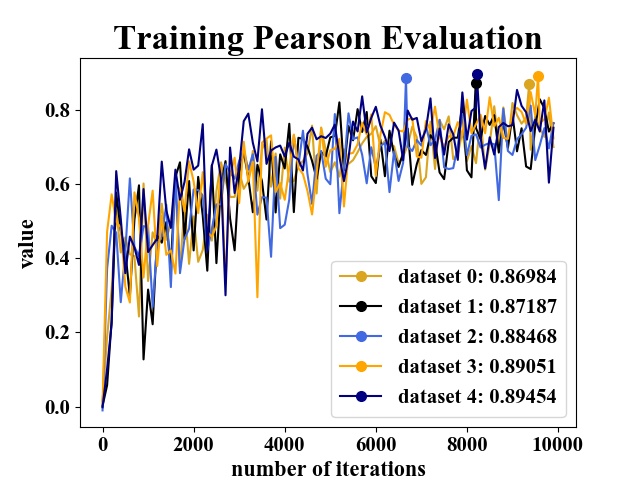 Training Pearson Evaluation
value
0.8
0.6
0.4
0.2
0.0
dataset 0: 0.86984
dataset 1: 0.87187
dataset 2: 0.88468
dataset 3: 0.89051
dataset 4: 0.89454
0 2000 4000 6000 8000 10000
number of iterations